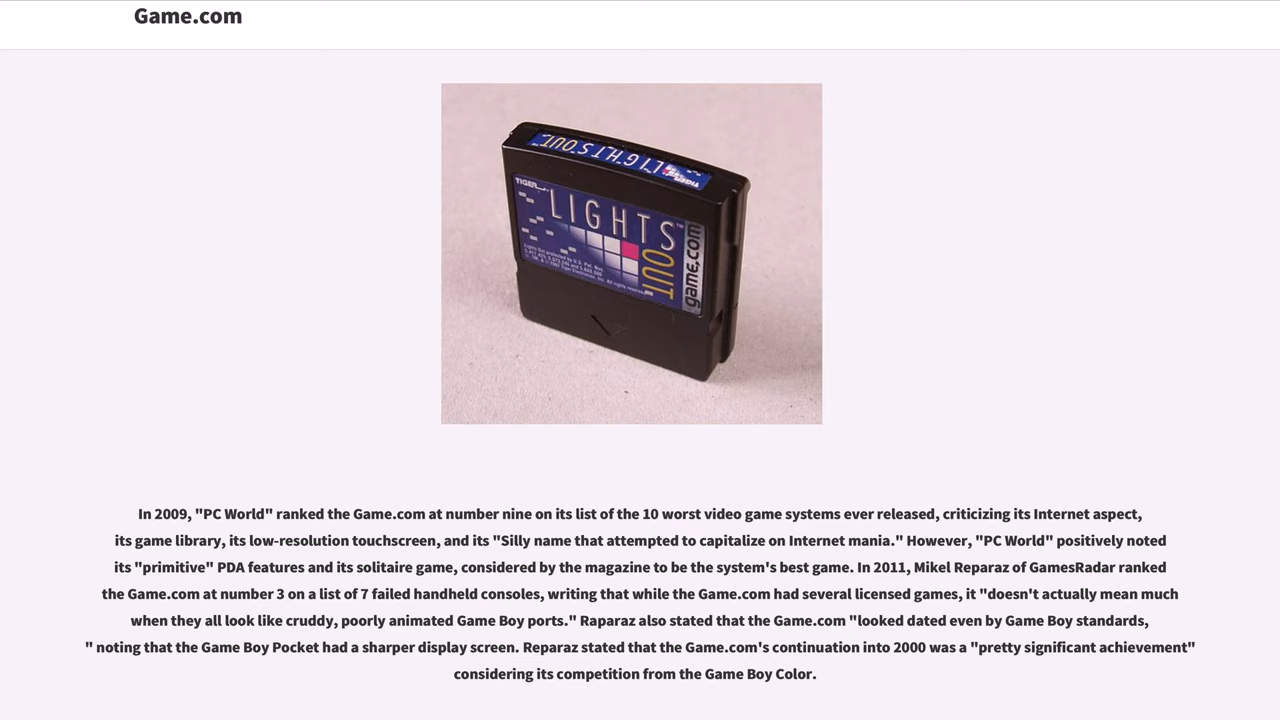 Game.com
LIGHTS OUT
TIGER
TIGER
LIGHTS
OUT
game.com
In 2009, "PC World" ranked the Game.com at number nine on its list of the 10 worst video game systems ever released, criticizing its Internet aspect,
its game library, its low-resolution touchscreen, and its "Silly name that attempted to capitalize on Internet mania." However, "PC World" positively noted
its "primitive" PDA features and its solitaire game, considered by the magazine to be the system's best game. In 2011, Mikel Reparaz of GamesRadar ranked
the Game.com at number 3 on a list of 7 failed handheld consoles, writing that while the Game.com had several licensed games, it "doesn't actually mean much
when they all look like cruddy, poorly animated Game Boy ports." Raparaz also stated that the Game.com "looked dated even by Game Boy standards,
" noting that the Game Boy Pocket had a sharper display screen. Reparaz stated that the Game.com's continuation into 2000 was a "pretty significant achievement"
considering its competition from the Game Boy Color.